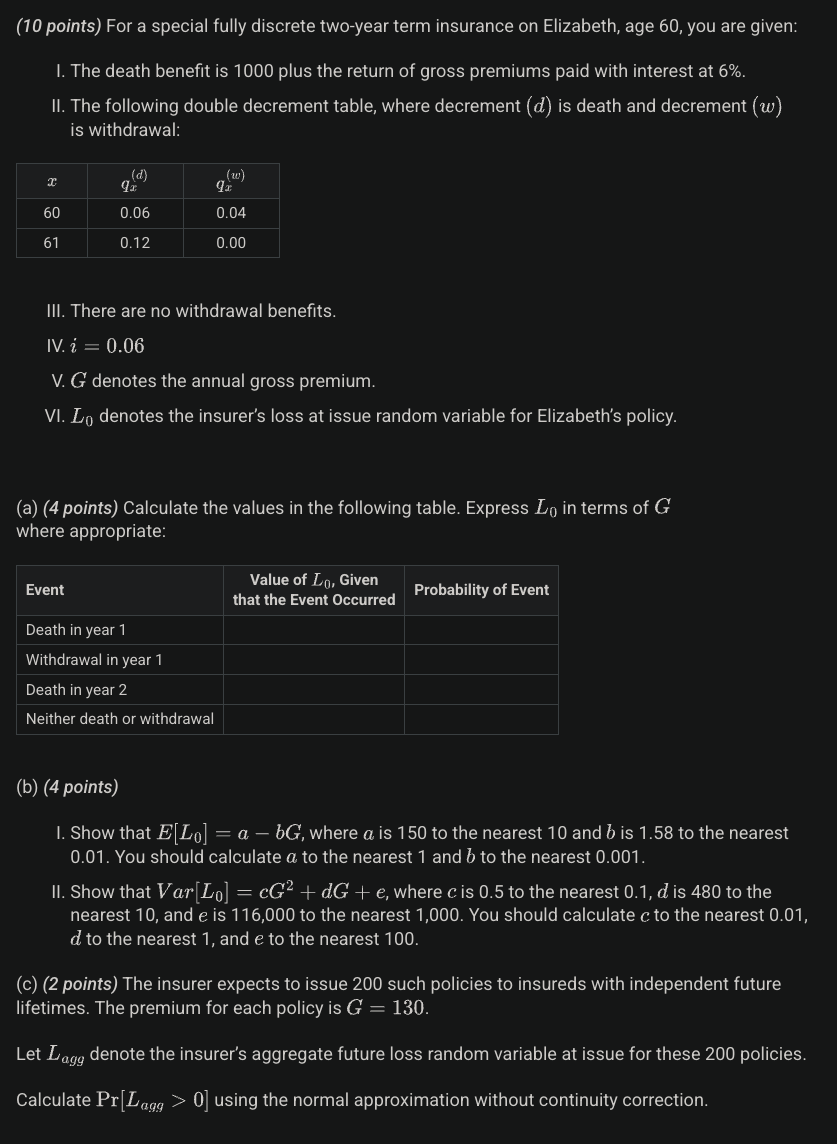 (10 points) For a special fully discrete two-year term insurance on Elizabeth, age 60, you are given:
I. The death benefit is 1000 plus the return of gross premiums paid with interest at 6%.
II. The following double decrement table, where decrement (d) is death and decrement (w)
is withdrawal:
x q_x^{(d)} q_x^{(w)}
60 0.06 0.04
61 0.12 0.00
III. There are no withdrawal benefits.
IV. i = 0.06
V. G denotes the annual gross premium.
VI. L_0 denotes the insurer's loss at issue random variable for Elizabeth's policy.
(a) (4 points) Calculate the values in the following table. Express L_0 in terms of G
where appropriate:
Event Value of L_0, Given Probability of Event
that the Event Occurred
Death in year 1
Withdrawal in year 1
Death in year 2
Neither death or withdrawal
(b) (4 points)
I. Show that E[L_0] = a − bG, where a is 150 to the nearest 10 and b is 1.58 to the nearest
0.01. You should calculate a to the nearest 1 and b to the nearest 0.001.
II. Show that Var[L_0] = cG^2 + dG + e, where c is 0.5 to the nearest 0.1, d is 480 to the
nearest 10, and e is 116,000 to the nearest 1,000. You should calculate c to the nearest 0.01,
d to the nearest 1, and e to the nearest 100.
(c) (2 points) The insurer expects to issue 200 such policies to insureds with independent future
lifetimes. The premium for each policy is G = 130.
Let L_{agg} denote the insurer's aggregate future loss random variable at issue for these 200 policies.
Calculate Pr[L_{agg} > 0] using the normal approximation without continuity correction.